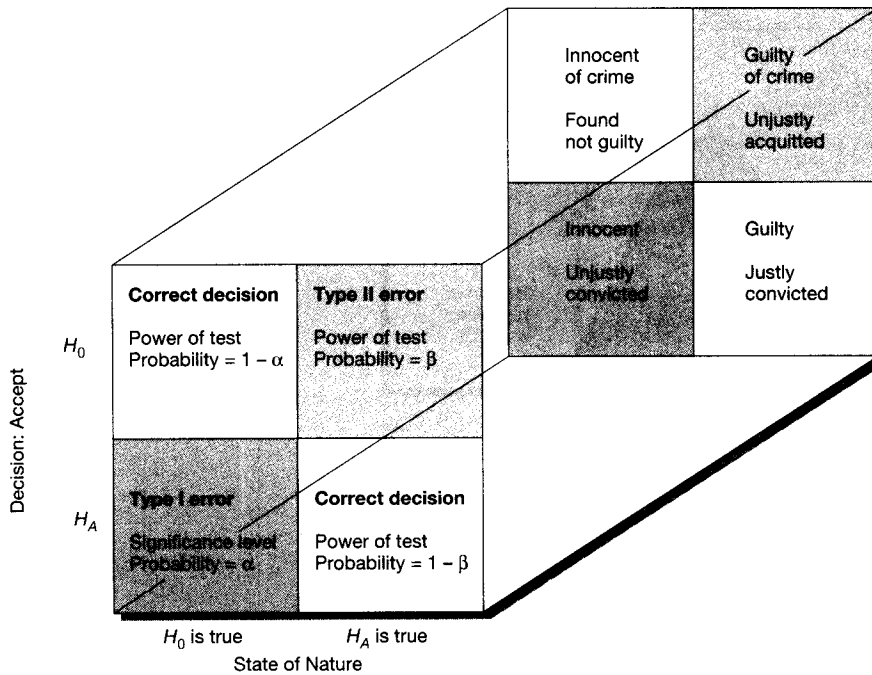 Innocent
of crime
Found
not guilty
Guilty
of crime
Unjustly
acquitted
Innocent
Unjustly
convicted
Guilty
Justly
convicted
Correct decision
Power of test
Probability = 1 – α
Type II error
Power of test
Probability = β
Type I error
Significance level
Probability = α
Correct decision
Power of test
Probability = 1 – β
Decision: Accept
H₀
H_A
H₀ is true
H_A is true
State of Nature